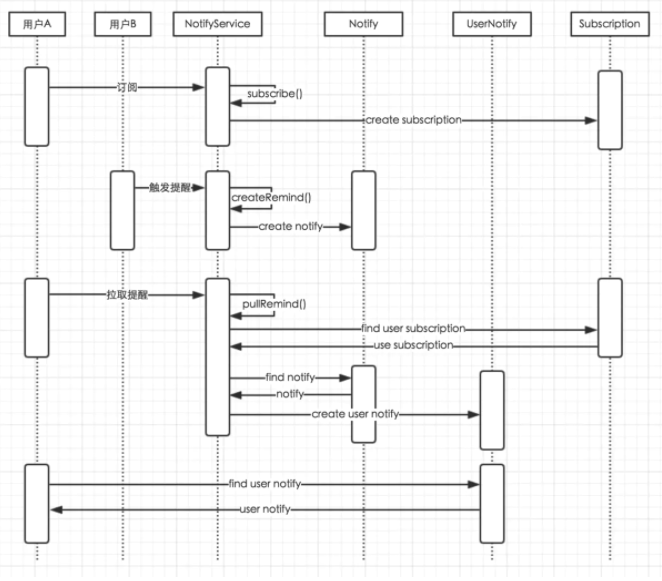 用户A
用户B
NotifyService
Notify
UserNotify
Subscription
订阅
subscribe()
create subscription
触发提醒
createRemind()
create notify
拉取提醒
pullRemind()
find user subscription
use subscription
find notify
notify
create user notify
find user notify
user notify